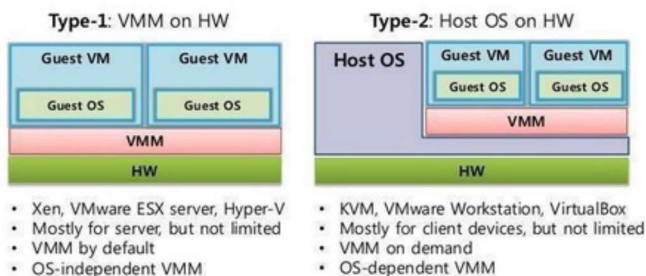 Type-1: VMM on HW
Guest VM
Guest VM
Guest OS
Guest OS
VMM
HW
• Xen, VMware ESX server, Hyper-V
• Mostly for server, but not limited
• VMM by default
• OS-independent VMM
Type-2: Host OS on HW
Host OS
Guest VM
Guest VM
Guest OS
Guest OS
VMM
HW
• KVM, VMware Workstation, VirtualBox
• Mostly for client devices, but not limited
• VMM on demand
• OS-dependent VMM